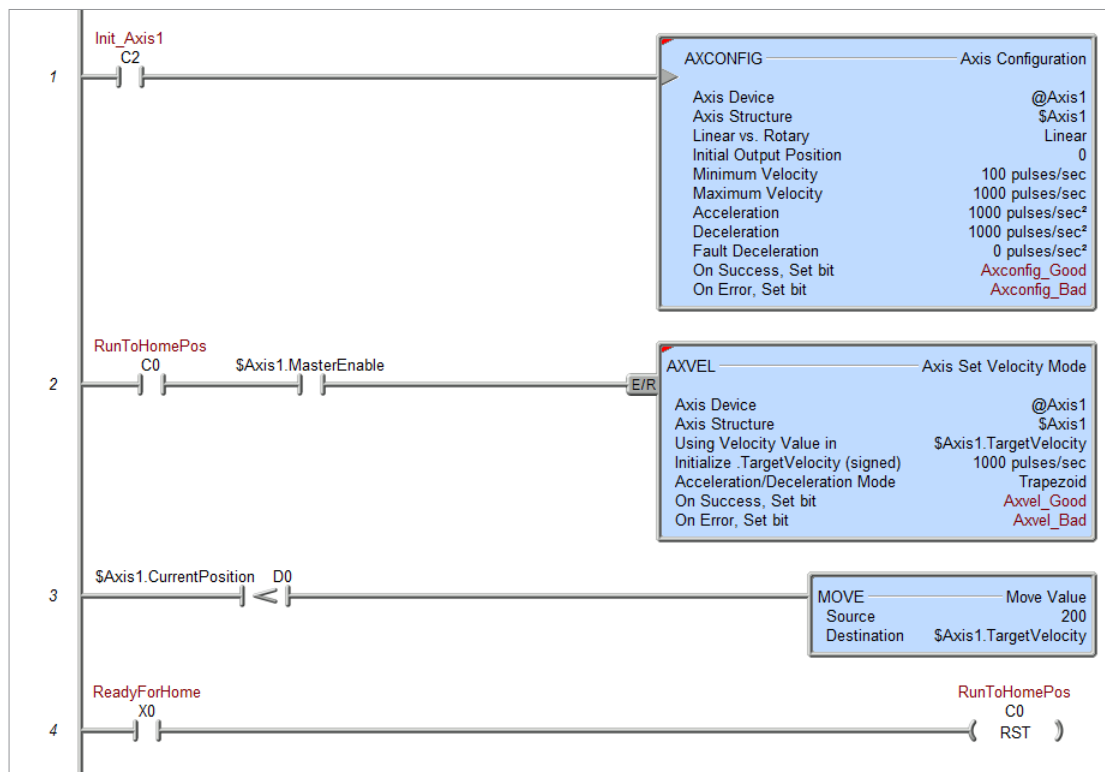 Init_Axis1
C2
1
AXCONFIG Axis Configuration
Axis Device @Axis1
Axis Structure $Axis1
Linear vs. Rotary Linear
Initial Output Position 0
Minimum Velocity 100 pulses/sec
Maximum Velocity 1000 pulses/sec
Acceleration 1000 pulses/sec²
Deceleration 1000 pulses/sec²
Fault Deceleration 0 pulses/sec²
On Success, Set bit Axconfig_Good
On Error, Set bit Axconfig_Bad
RunToHomePos
C0 $Axis1.MasterEnable
2
E/R
AXVEL Axis Set Velocity Mode
Axis Device @Axis1
Axis Structure $Axis1
Using Velocity Value in $Axis1.TargetVelocity
Initialize .TargetVelocity (signed) 1000 pulses/sec
Acceleration/Deceleration Mode Trapezoid
On Success, Set bit Axvel_Good
On Error, Set bit Axvel_Bad
$Axis1.CurrentPosition D0
3
<
MOVE Move Value
Source 200
Destination $Axis1.TargetVelocity
ReadyForHome
X0
4
RunToHomePos
C0
RST